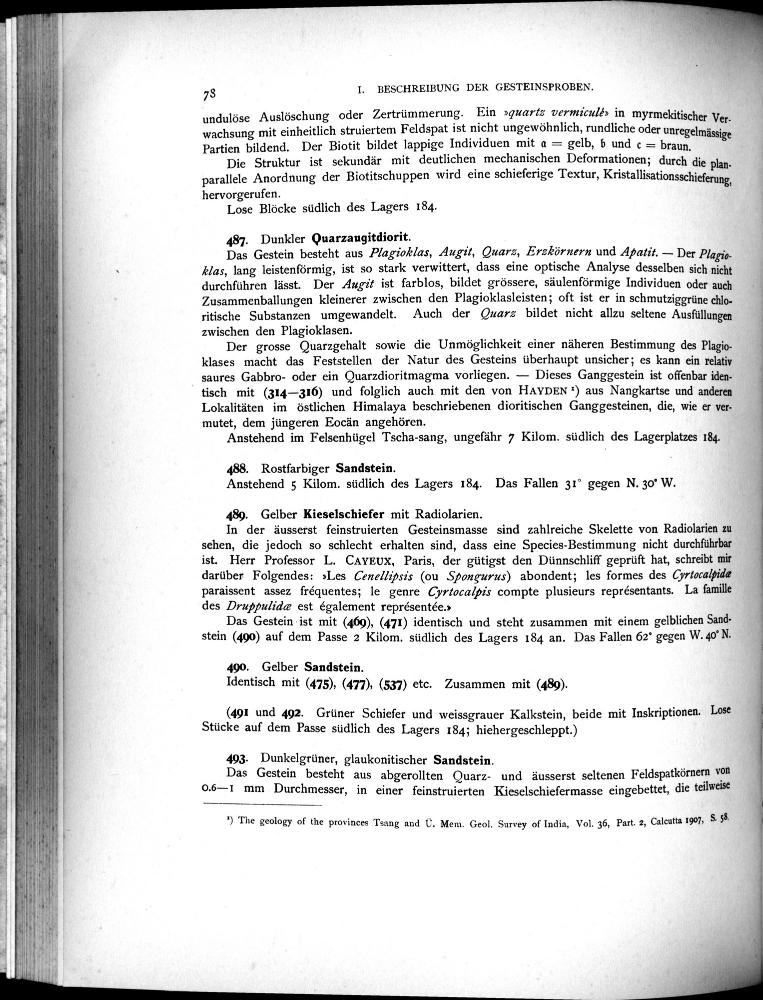 78
I. BESCHREIBUNG DER GESTEINSPROBEN.
undulöse Auslöschung oder Zertrümmerung. Ein »quartz vermiculé» in myrmekitischer Ver-
wachsung mit einheitlich struiertem Feldspat ist nicht ungewöhnlich, rundliche oder unregelmässige
Partien bildend. Der Biotit bildet lappige Individuen mit a = gelb, b und c = braun.
Die Struktur ist sekundär mit deutlichen mechanischen Deformationen; durch die plan-
parallele Anordnung der Biotitschuppen wird eine schieferige Textur, Kristallisationsschieferung,
hervorgerufen.
Lose Blöcke südlich des Lagers 184.
487. Dunkler Quarzaugitdiorit.
Das Gestein besteht aus Plagioklas, Augit, Quarz, Erzkörnern und Apatit. — Der Plagio-
klas, lang leistenförmig, ist so stark verwittert, dass eine optische Analyse desselben sich nicht
durchführen lässt. Der Augit ist farblos, bildet grössere, säulenförmige Individuen oder auch
Zusammenballungen kleinerer zwischen den Plagioklasleisten; oft ist er in schmutziggrüne chlo-
ritische Substanzen umgewandelt. Auch der Quarz bildet nicht allzu seltene Ausfüllungen
zwischen den Plagioklasen.
Der grosse Quarzgehalt sowie die Unmöglichkeit einer näheren Bestimmung des Plagio-
klases macht das Feststellen der Natur des Gesteins überhaupt unsicher; es kann ein relativ
saures Gabbro- oder ein Quarzdioritmagma vorliegen. — Dieses Ganggestein ist offenbar iden-
tisch mit (314—316) und folglich auch mit den von HAYDEN ¹) aus Nangkartse und anderen
Lokalitäten im östlichen Himalaya beschriebenen dioritischen Ganggesteinen, die, wie er ver-
mutet, dem jüngeren Eocän angehören.
Anstehend im Felsenhügel Tscha-sang, ungefähr 7 Kilom. südlich des Lagerplatzes 184.
488. Rostfarbiger Sandstein.
Anstehend 5 Kilom. südlich des Lagers 184. Das Fallen 31° gegen N. 30° W.
489. Gelber Kieselschiefer mit Radiolarien.
In der äusserst feinstruierten Gesteinsmasse sind zahlreiche Skelette von Radiolarien zu
sehen, die jedoch so schlecht erhalten sind, dass eine Species-Bestimmung nicht durchführbar
ist. Herr Professor L. CAYEUX, Paris, der gütigst den Dünnschliff geprüft hat, schreibt mir
darüber Folgendes: »Les Cenellipsis (ou Spongurus) abondent; les formes des Cyrtocalpidæ
paraissent assez fréquentes; le genre Cyrtocalpis compte plusieurs représentants. La famille
des Druppulidæ est également représentée.»
Das Gestein ist mit (469), (471) identisch und steht zusammen mit einem gelblichen Sand-
stein (490) auf dem Passe 2 Kilom. südlich des Lagers 184 an. Das Fallen 62° gegen W. 40° N.
490. Gelber Sandstein.
Identisch mit (475), (477), (537) etc. Zusammen mit (489).
(491 und 492. Grüner Schiefer und weissgrauer Kalkstein, beide mit Inskriptionen. Lose
Stücke auf dem Passe südlich des Lagers 184; hiehergeschleppt.)
493. Dunkelgrüner, glaukonitischer Sandstein.
Das Gestein besteht aus abgerollten Quarz- und äusserst seltenen Feldspatkörnern von
0.6—1 mm Durchmesser, in einer feinstruierten Kieselschiefermasse eingebettet, die teilweise
¹) The geology of the provinces Tsang and Ü. Mem. Geol. Survey of India, Vol. 36, Part. 2, Calcutta 1907, S. 58.